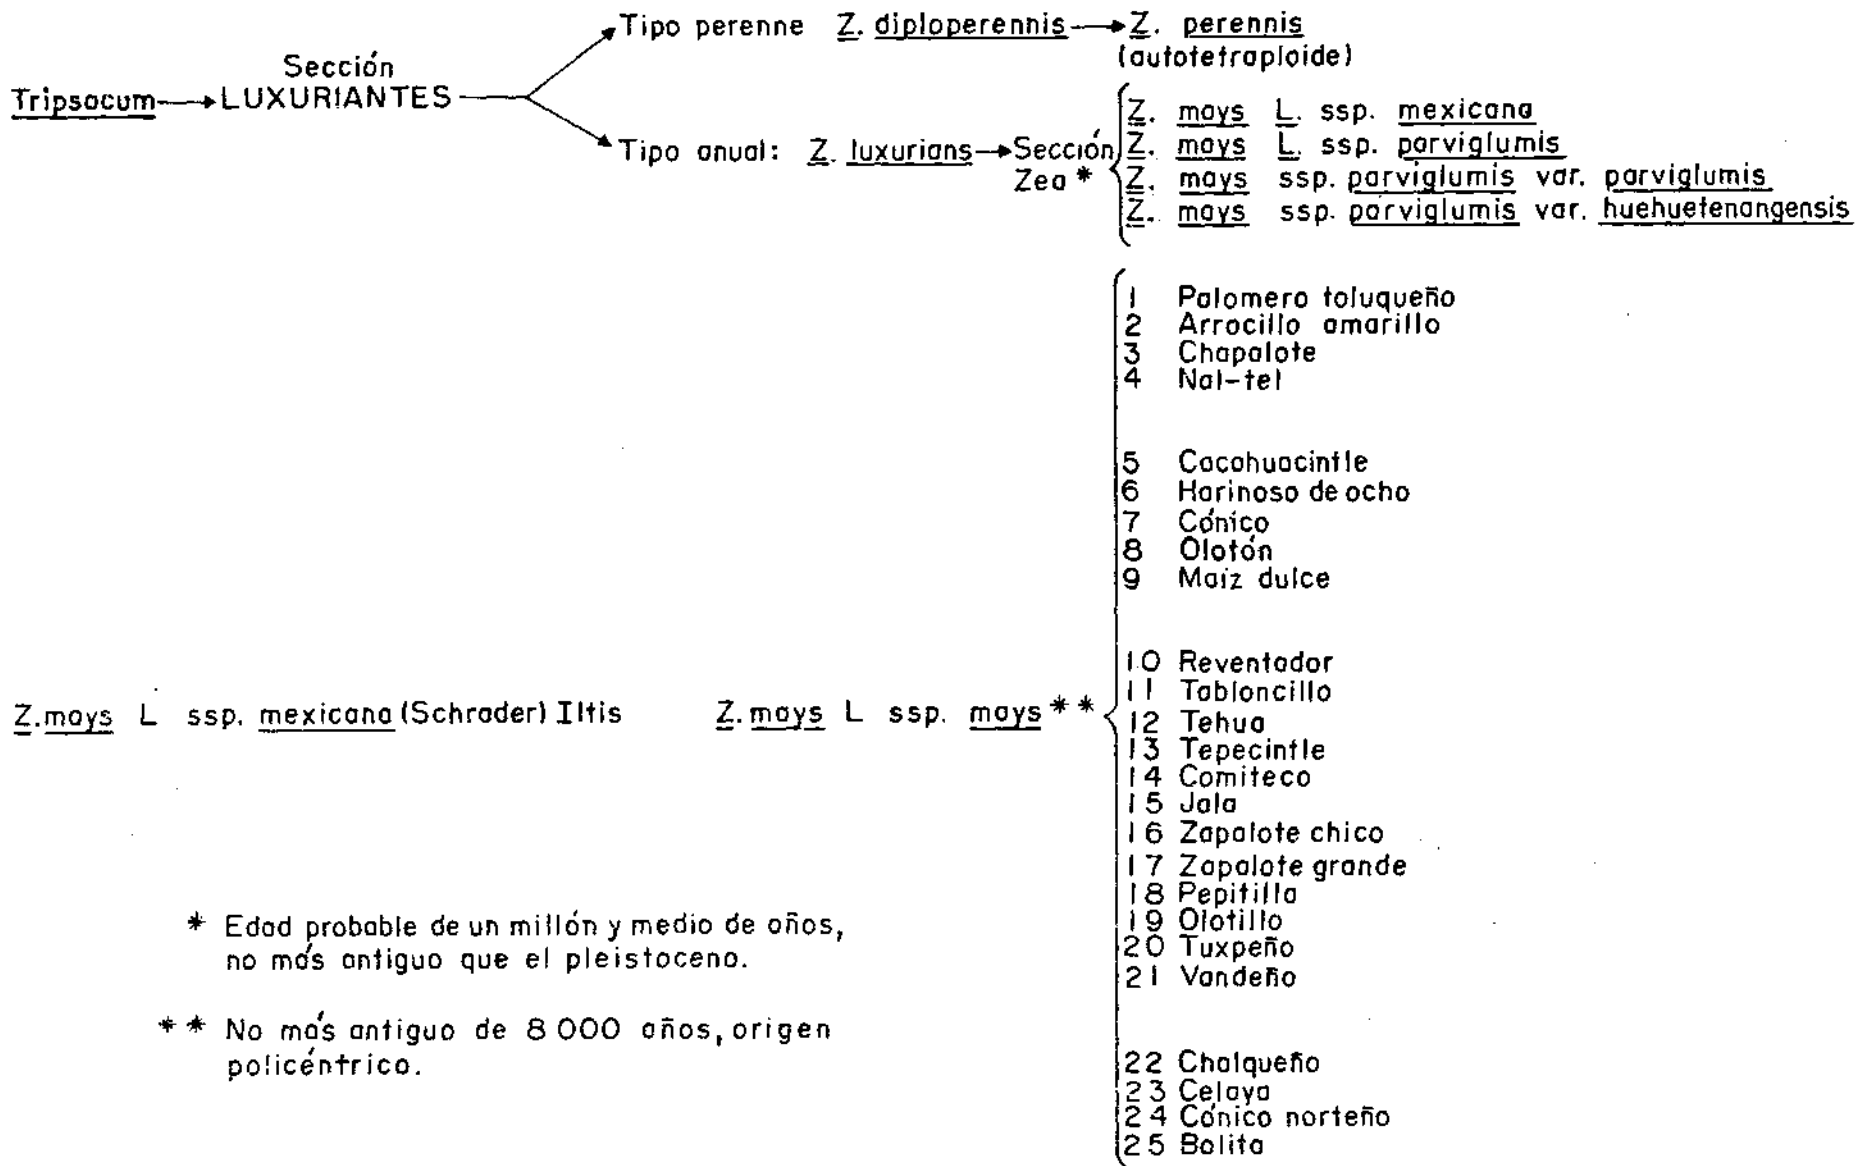 Tipo perenne Z. diploperennis Z. perennis
(autotetraploide)
Sección
Tripsacum LUXURIANTES
Tipo anual: Z. luxurians Sección
Zea *
Z. mays L. ssp. mexicana
Z. mays L. ssp. parviglumis
Z. mays ssp. parviglumis var. parviglumis
Z. mays ssp. parviglumis var. huehuetenangensis
Z. mays L ssp. mexicana (Schrader) Iltis Z. mays L ssp. mays **
1 Palomero toluqueño
2 Arrocillo amarillo
3 Chapalote
4 Nal-tel
5 Cacahuacintle
6 Harinoso de ocho
7 Cónico
8 Olotón
9 Maiz dulce
10 Reventador
11 Tabloncillo
12 Tehua
13 Tepecintle
14 Comiteco
15 Jala
16 Zapalote chico
17 Zapalote grande
18 Pepitilla
19 Olotillo
20 Tuxpeño
21 Vandeño
22 Chalqueño
23 Celaya
24 Cónico norteño
25 Bolita
* Edad probable de un millón y medio de años,
no más antiguo que el pleistoceno.
** No más antiguo de 8 000 años, origen
policéntrico.